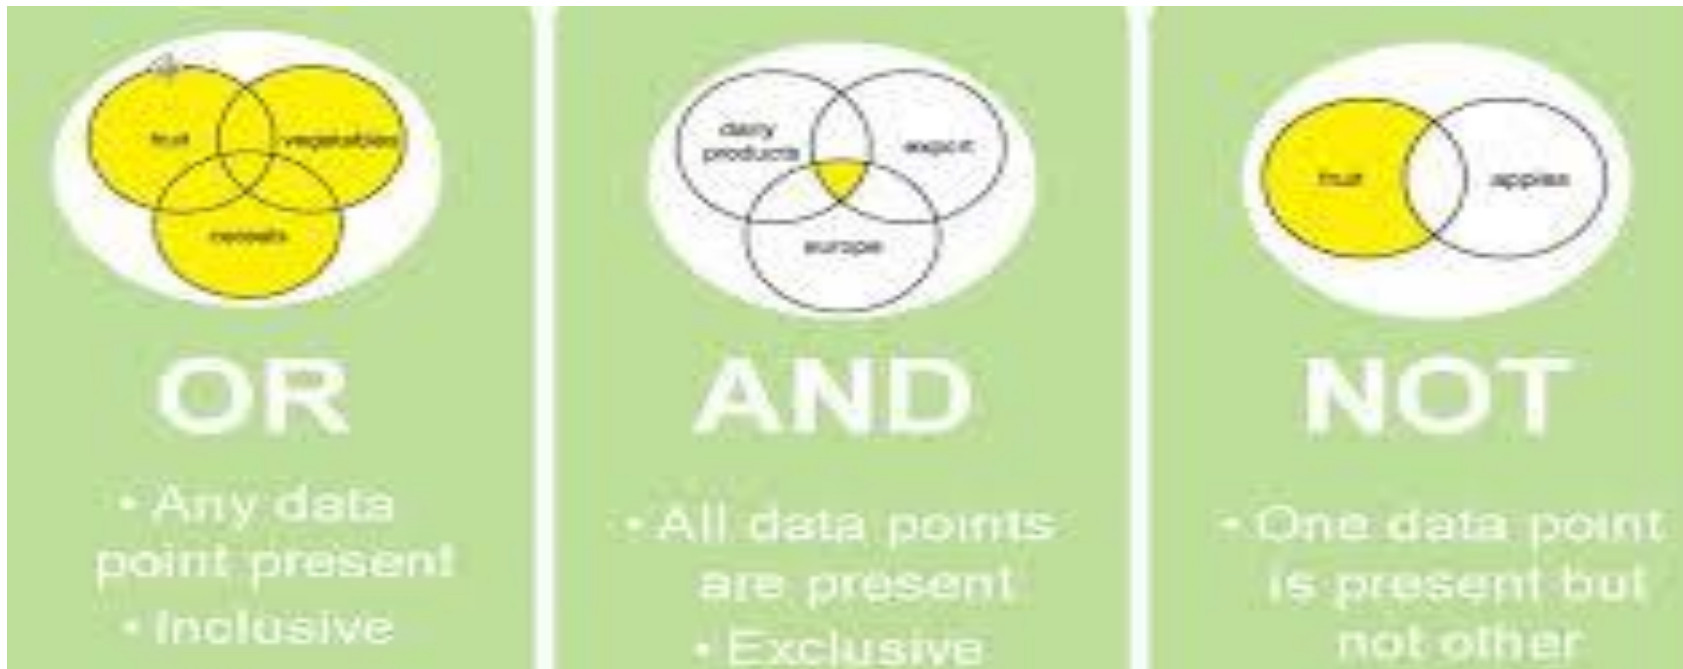 fruit
vegetables
cereals
OR
• Any data
point present
• Inclusive
dairy
products
export
europe
AND
• All data points
are present
• Exclusive
fruit
apples
NOT
• One data point
is present but
not other